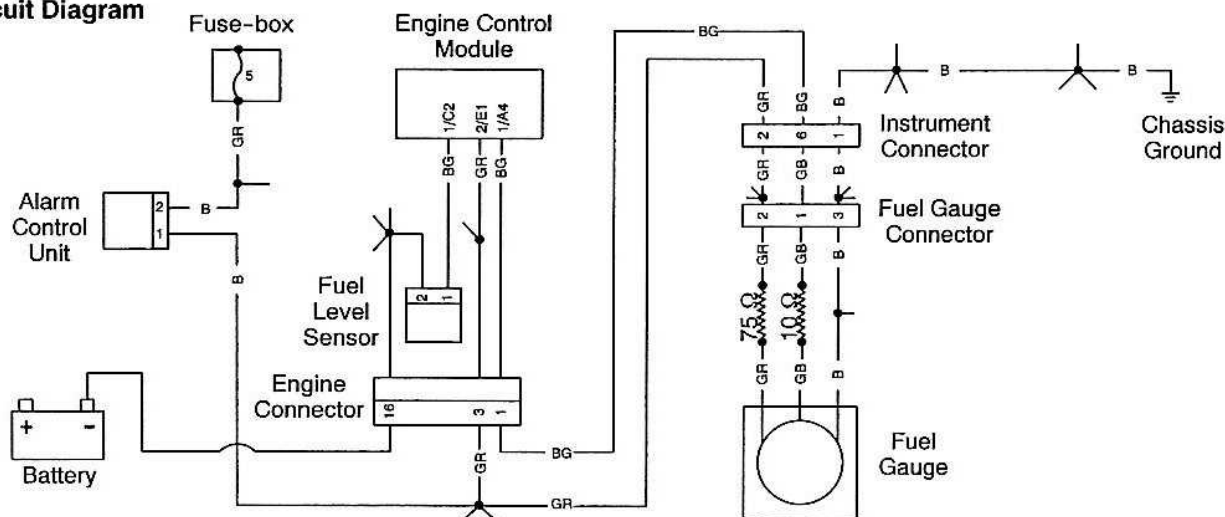 cuit Diagram
Fuse-box
5
GR
Engine Control
Module
1/C2
2/E1
1/A4
BG
GR
BG
BG
GR
BG
B
B
B
2
6
1
Instrument
Connector
Chassis
Ground
GR
GB
B
2
1
3
Fuel Gauge
Connector
GR
GB
B
75 Ω
10 Ω
GR
GB
B
Fuel
Gauge
Alarm
Control
Unit
2
1
B
B
Fuel
Level
Sensor
2
1
Engine
Connector
16
3
1
GR
BG
GR
+
-
Battery